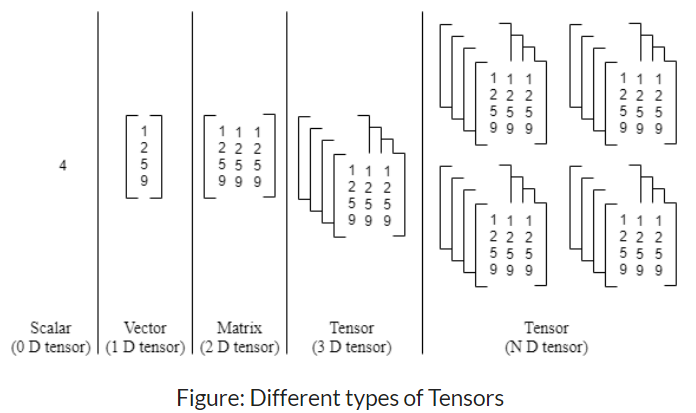 4
1
2
5
9
1 1 1
2 2 2
5 5 5
9 9 9
1 1 1
2 2 2
5 5 5
9 9 9
1 1 1
2 2 2
5 5 5
9 9 9
1 1 1
2 2 2
5 5 5
9 9 9
1 1 1
2 2 2
5 5 5
9 9 9
1 1 1
2 2 2
5 5 5
9 9 9
Scalar
(0 D tensor)
Vector
(1 D tensor)
Matrix
(2 D tensor)
Tensor
(3 D tensor)
Tensor
(N D tensor)
Figure: Different types of Tensors